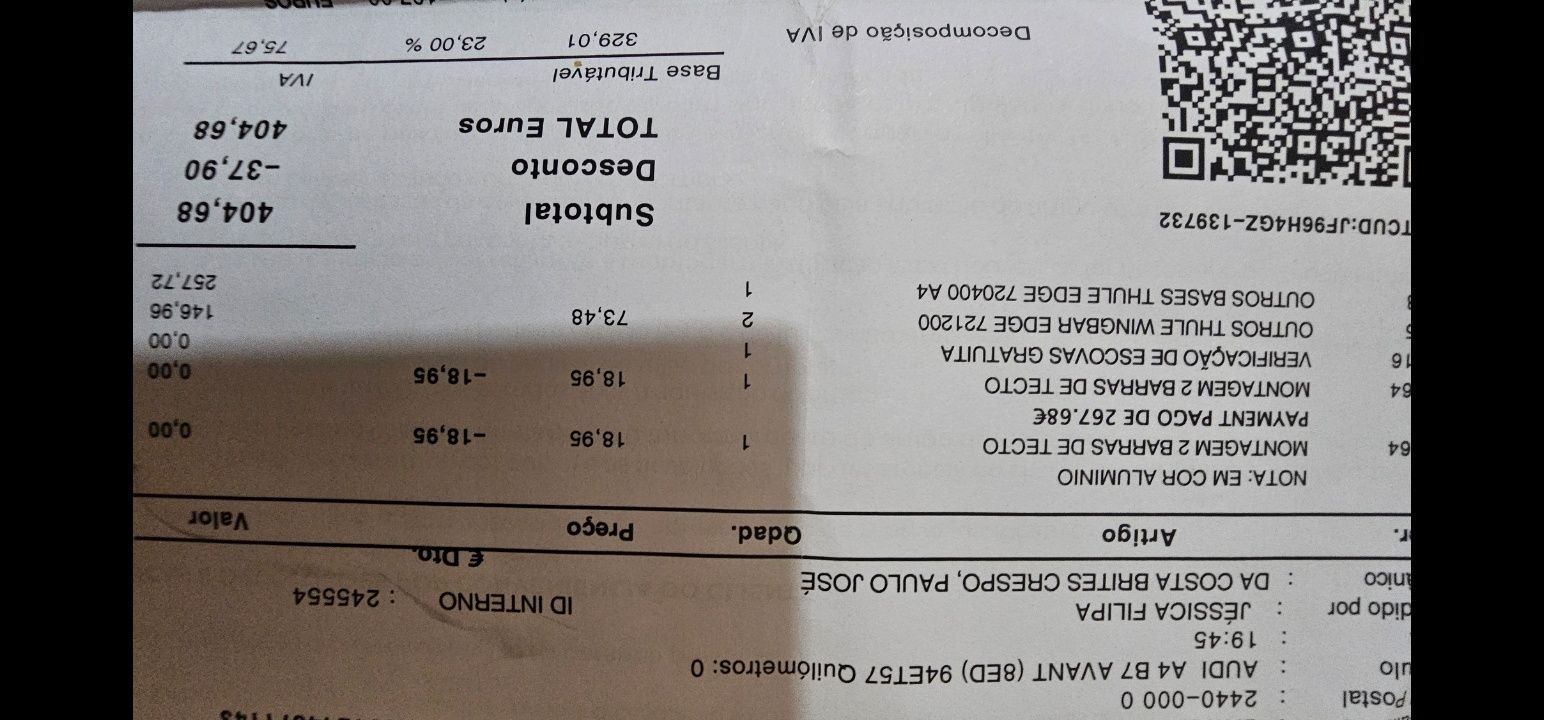 Postal : 2440-000 0
ulo : AUDI A4 B7 AVANT (8ED) 94ET57 Quilómetros: 0
: 19:45
dido por : JÉSSICA FILIPA ID INTERNO : 245554
ânico : DA COSTA BRITES CRESPO, PAULO JOSÉ
er. Artigo Qdad. Preço € Dto. Valor
NOTA: EM COR ALUMINIO
64 MONTAGEM 2 BARRAS DE TECTO 1 18,95 -18,95 0,00
PAYMENT PAGO DE 267.68€
64 MONTAGEM 2 BARRAS DE TECTO 1 18,95 -18,95 0,00
16 VERIFICAÇÃO DE ESCOVAS GRATUITA 1 0,00
5 OUTROS THULE WINGBAR EDGE 721200 2 73,48 146,96
3 OUTROS BASES THULE EDGE 720400 A4 1 257,72
TCUD:JF96H4GZ-139732
Subtotal 404,68
Desconto -37,90
TOTAL Euros 404,68
Base Tributável IVA
Decomposição de IVA 329,01 23,00 % 75,67
EUROS